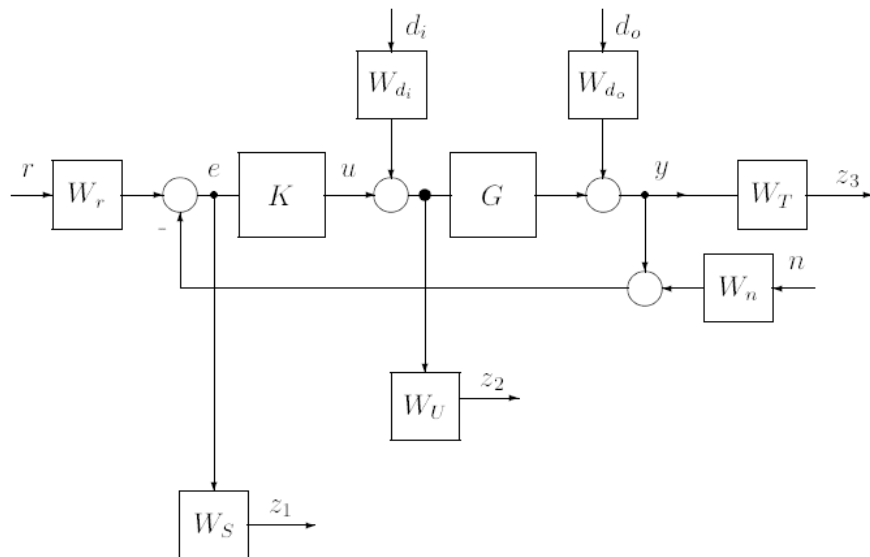 d_i
d_o
W_{d_i}
W_{d_o}
r
W_r
e
K
u
G
y
W_T
z_3
-
W_n
n
W_U
z_2
W_S
z_1